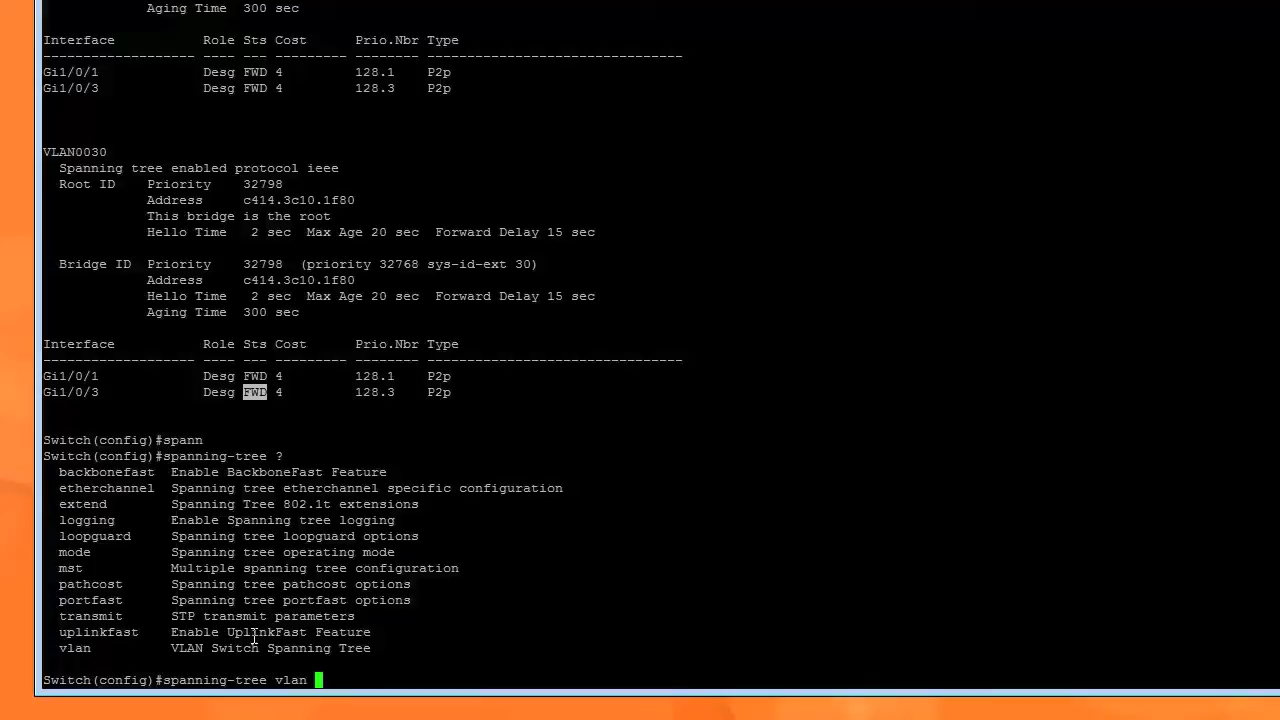 Aging Time  300 sec
Interface           Role Sts Cost      Prio.Nbr Type
------------------- ---- --- --------- -------- --------------------------------
Gi1/0/1             Desg FWD 4         128.1    P2p
Gi1/0/3             Desg FWD 4         128.3    P2p
VLAN0030
  Spanning tree enabled protocol ieee
  Root ID    Priority    32798
             Address     c414.3c10.1f80
             This bridge is the root
             Hello Time   2 sec  Max Age 20 sec  Forward Delay 15 sec
  Bridge ID  Priority    32798  (priority 32768 sys-id-ext 30)
             Address     c414.3c10.1f80
             Hello Time   2 sec  Max Age 20 sec  Forward Delay 15 sec
             Aging Time  300 sec
Interface           Role Sts Cost      Prio.Nbr Type
------------------- ---- --- --------- -------- --------------------------------
Gi1/0/1             Desg FWD 4         128.1    P2p
Gi1/0/3             Desg FWD 4         128.3    P2p
Switch(config)#spann
Switch(config)#spanning-tree ?
  backbonefast  Enable BackboneFast Feature
  etherchannel  Spanning tree etherchannel specific configuration
  extend        Spanning Tree 802.1t extensions
  logging       Enable Spanning tree logging
  loopguard     Spanning tree loopguard options
  mode          Spanning tree operating mode
  mst           Multiple spanning tree configuration
  pathcost      Spanning tree pathcost options
  portfast      Spanning tree portfast options
  transmit      STP transmit parameters
  uplinkfast    Enable UplinkFast Feature
  vlan          VLAN Switch Spanning Tree
Switch(config)#spanning-tree vlan